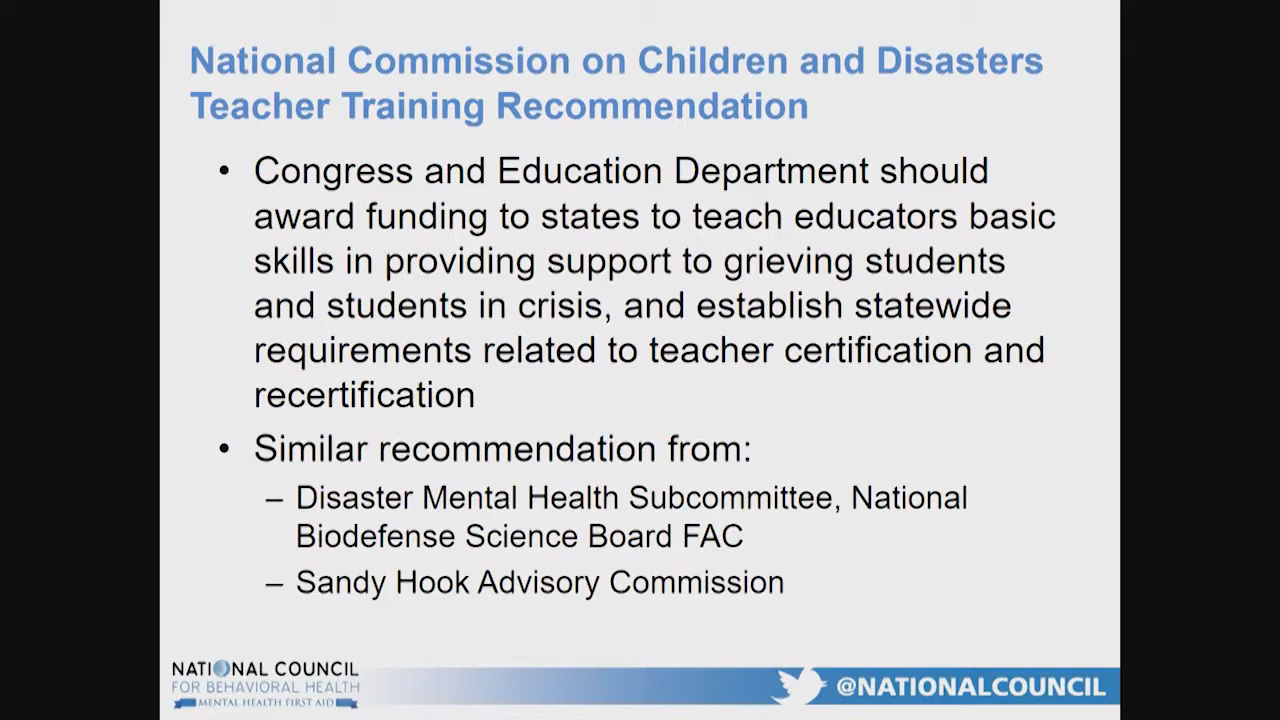 National Commission on Children and Disasters
Teacher Training Recommendation
• Congress and Education Department should
award funding to states to teach educators basic
skills in providing support to grieving students
and students in crisis, and establish statewide
requirements related to teacher certification and
recertification
• Similar recommendation from:
– Disaster Mental Health Subcommittee, National
Biodefense Science Board FAC
– Sandy Hook Advisory Commission
NATIONAL COUNCIL
FOR BEHAVIORAL HEALTH
MENTAL HEALTH FIRST AID
@NATIONALCOUNCIL